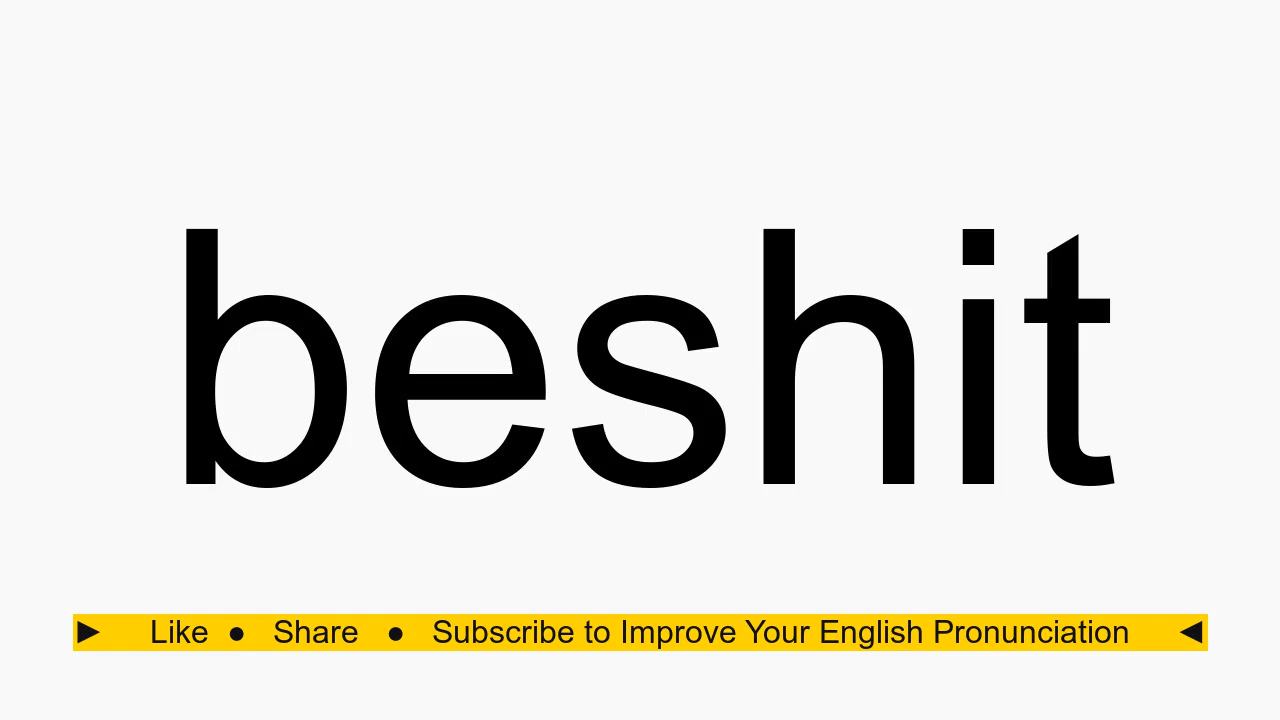 beshit
▶ Like ● Share ● Subscribe to Improve Your English Pronunciation ◀